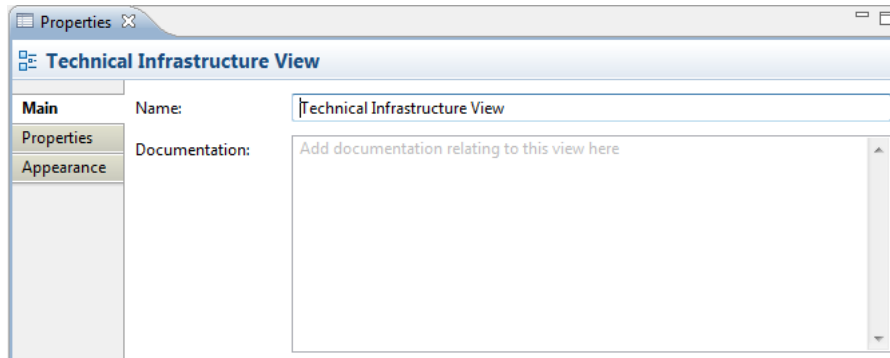 Properties
Technical Infrastructure View
Main
Name:
Technical Infrastructure View
Properties
Documentation:
Add documentation relating to this view here
Appearance